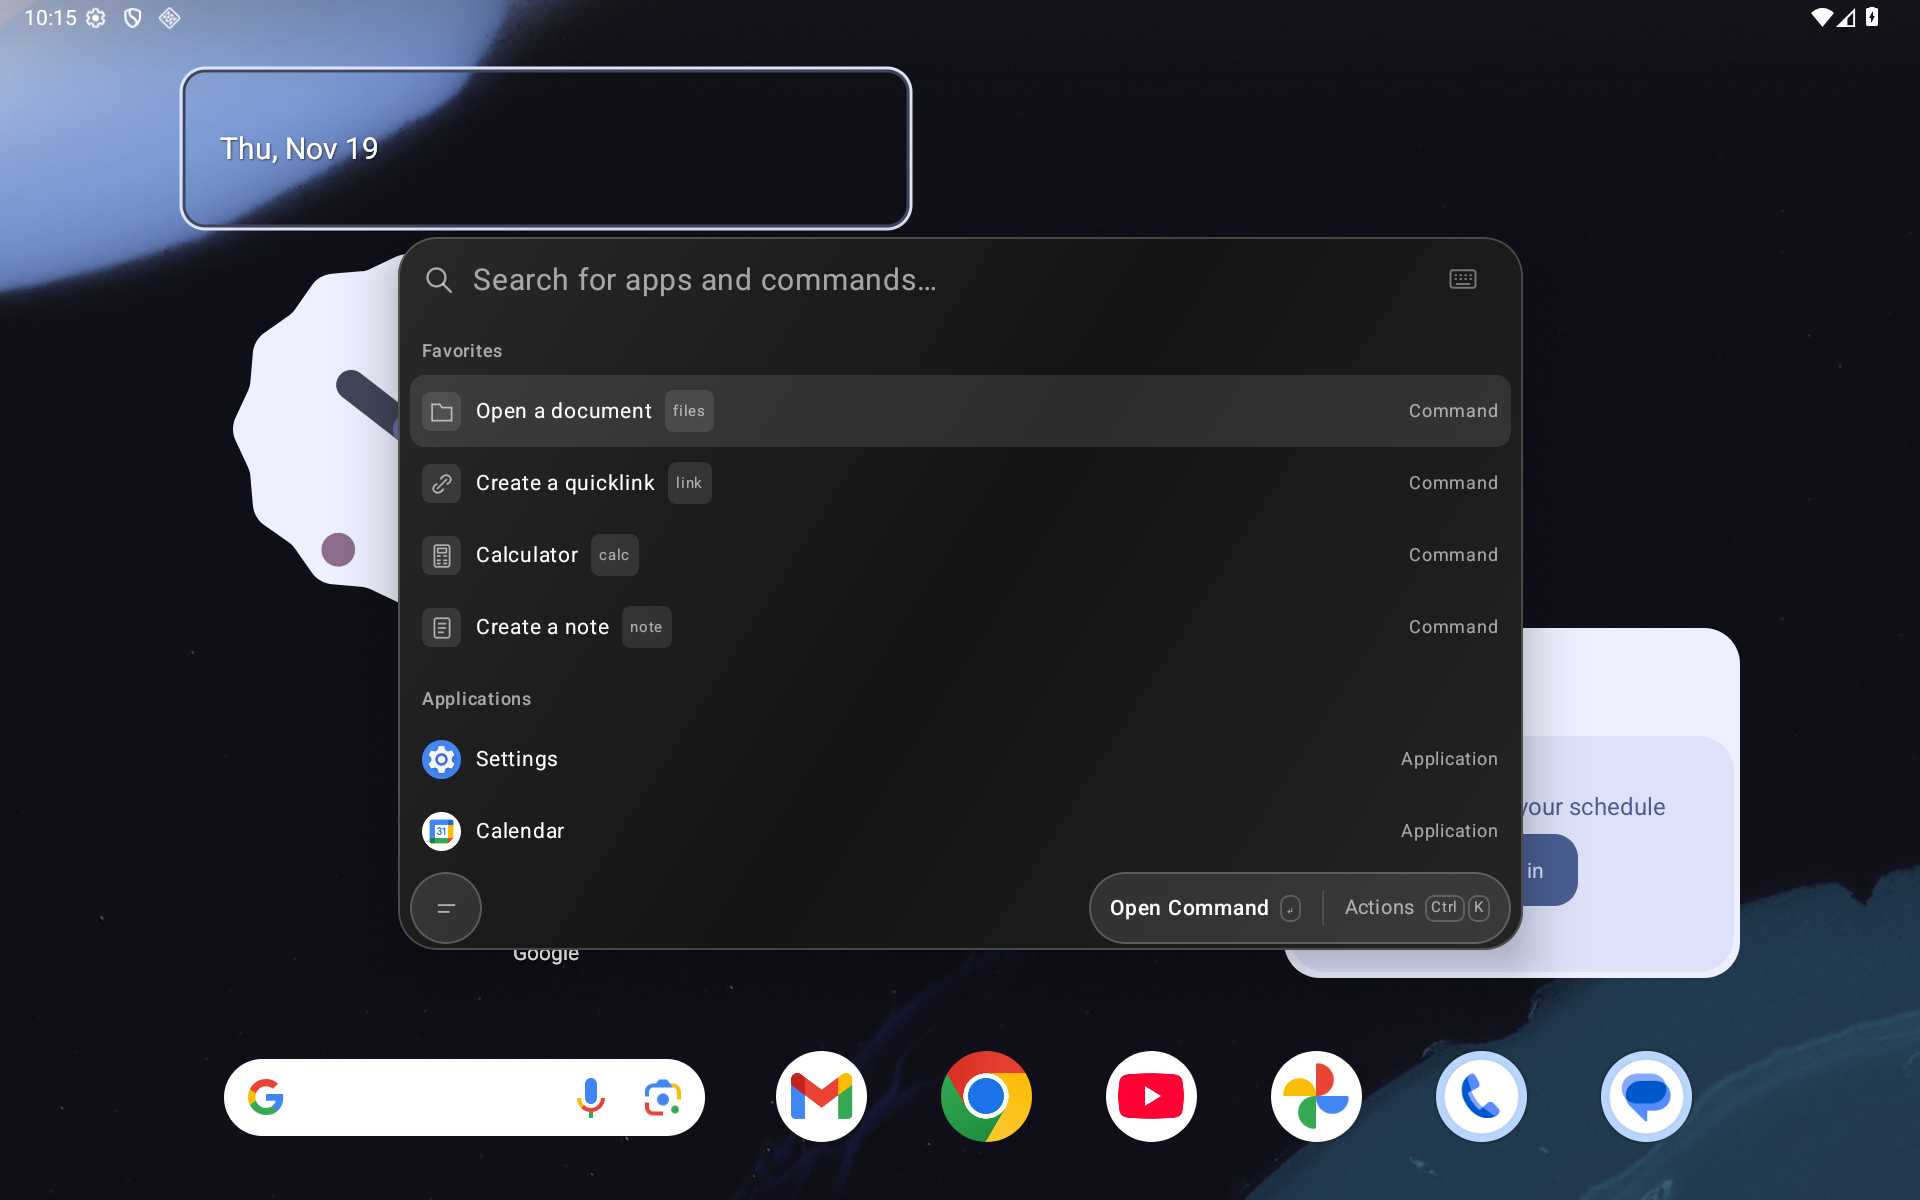 10:15
Thu, Nov 19
Search for apps and commands...
Favorites
Open a document files Command
Create a quicklink link Command
Calculator calc Command
Create a note note Command
Applications
Settings Application
31 Calendar Application
your schedule
in
Open Command Actions Ctrl K
Google